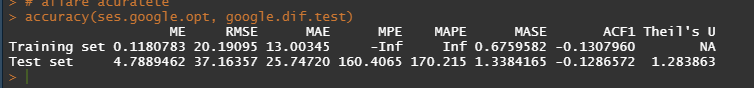 > # aflare acuratete
> accuracy(ses.google.opt, google.dif.test)
ME RMSE MAE MPE MAPE MASE ACF1 Theil's U
Training set 0.1180783 20.19095 13.00345 -Inf Inf 0.6759582 -0.1307960 NA
Test set 4.7889462 37.16357 25.74720 160.4065 170.215 1.3384165 -0.1286572 1.283863
>